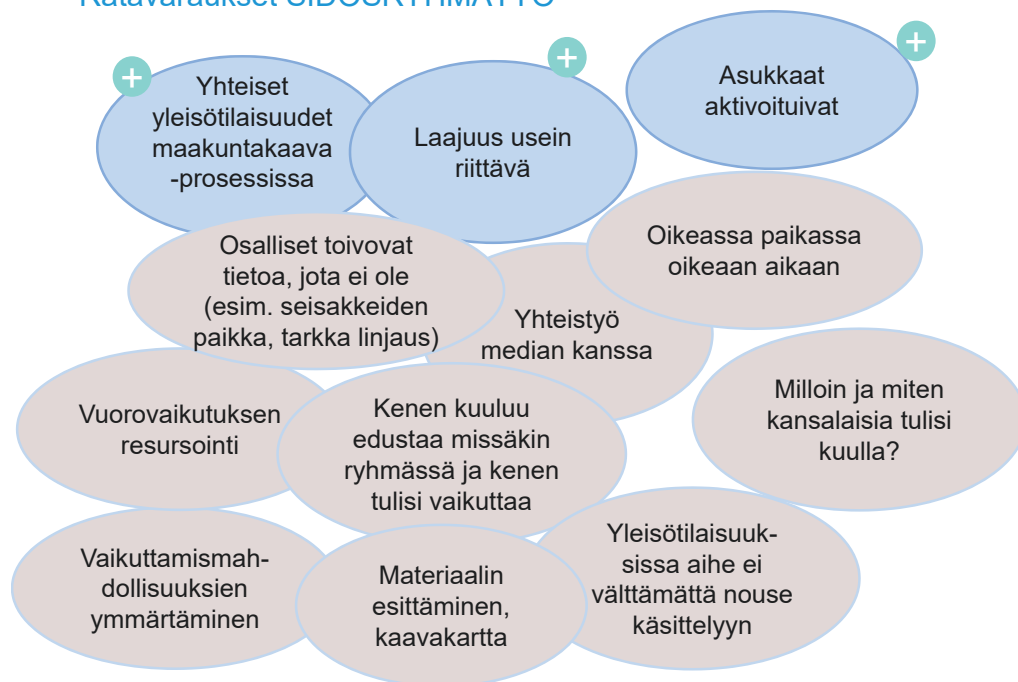 Ratavaraukset SIDOSRYHMÄTYÖ
Yhteiset
yleisötilaisuudet
maakuntakaava
-prosessissa
Laajuus usein
riittävä
Asukkaat
aktivoituivat
Osalliset toivovat
tietoa, jota ei ole
(esim. seisakkeiden
paikka, tarkka linjaus)
Yhteistyö
median kanssa
Oikeassa paikassa
oikeaan aikaan
Vuorovaikutuksen
resursointi
Kenen kuuluu
edustaa missäkin
ryhmässä ja kenen
tulisi vaikuttaa
Milloin ja miten
kansalaisia tulisi
kuulla?
Vaikuttamismah-
dollisuuksien
ymmärtäminen
Materiaalin
esittäminen,
kaavakartta
Yleisötilaisuuk-
sissa aihe ei
välttämättä nouse
käsittelyyn